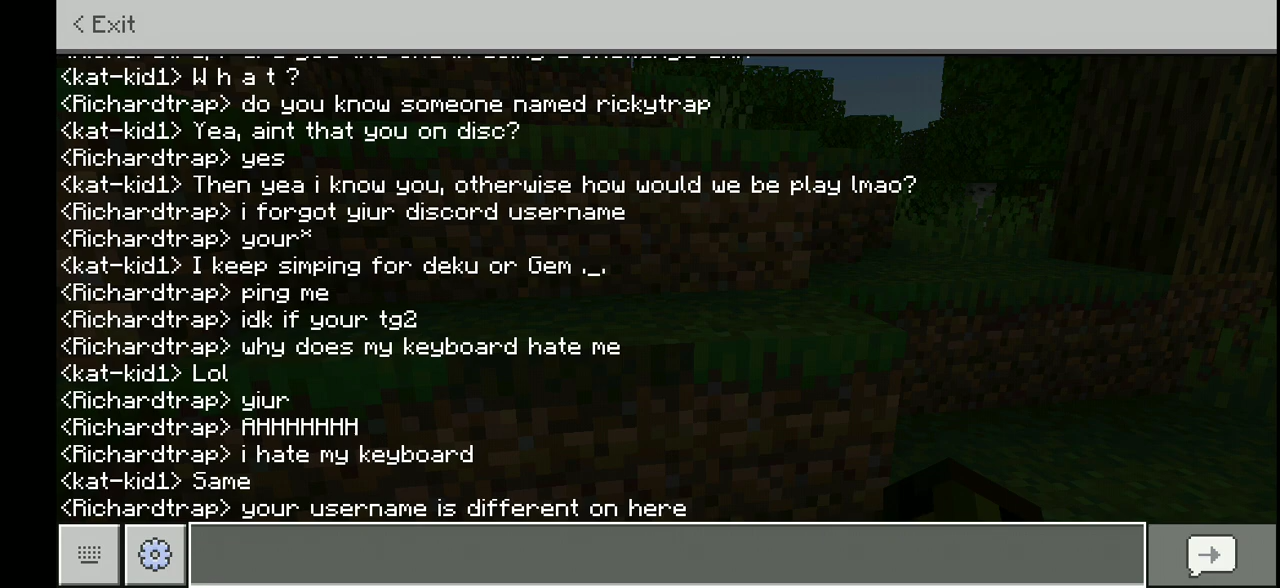 < Exit
<kat-kid1> W h a t ?
<Richardtrap> do you know someone named rickytrap
<kat-kid1> Yea, aint that you on disc?
<Richardtrap> yes
<kat-kid1> Then yea i know you, otherwise how would we be play lmao?
<Richardtrap> i forgot yiur discord username
<Richardtrap> your*
<kat-kid1> I keep simping for deku or Gem ._.
<Richardtrap> ping me
<Richardtrap> idk if your tg2
<Richardtrap> why does my keyboard hate me
<kat-kid1> Lol
<Richardtrap> yiur
<Richardtrap> AHHHHHHHH
<Richardtrap> i hate my keyboard
<kat-kid1> Same
<Richardtrap> your username is different on here